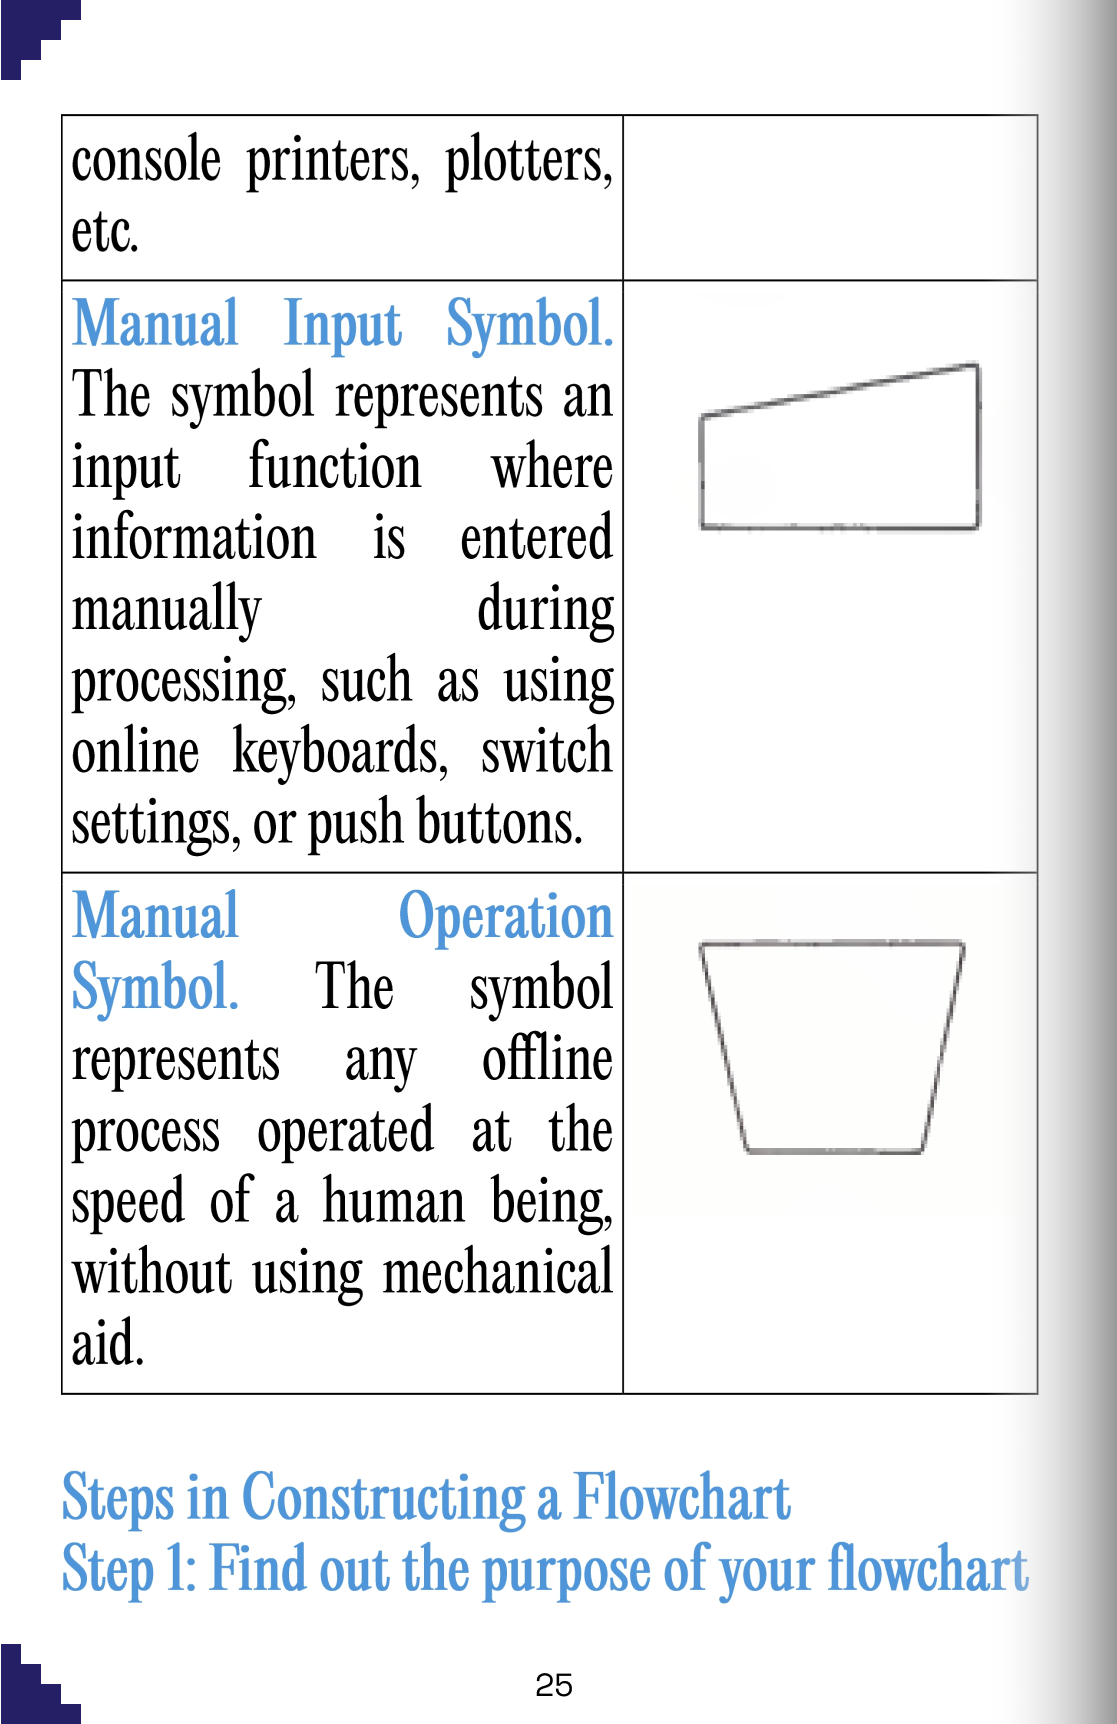 console printers, plotters,
etc.
Manual Input Symbol.
The symbol represents an
input function where
information is entered
manually during
processing, such as using
online keyboards, switch
settings, or push buttons.
Manual Operation
Symbol. The symbol
represents any offline
process operated at the
speed of a human being,
without using mechanical
aid.
Steps in Constructing a Flowchart
Step 1: Find out the purpose of your flowchart
25